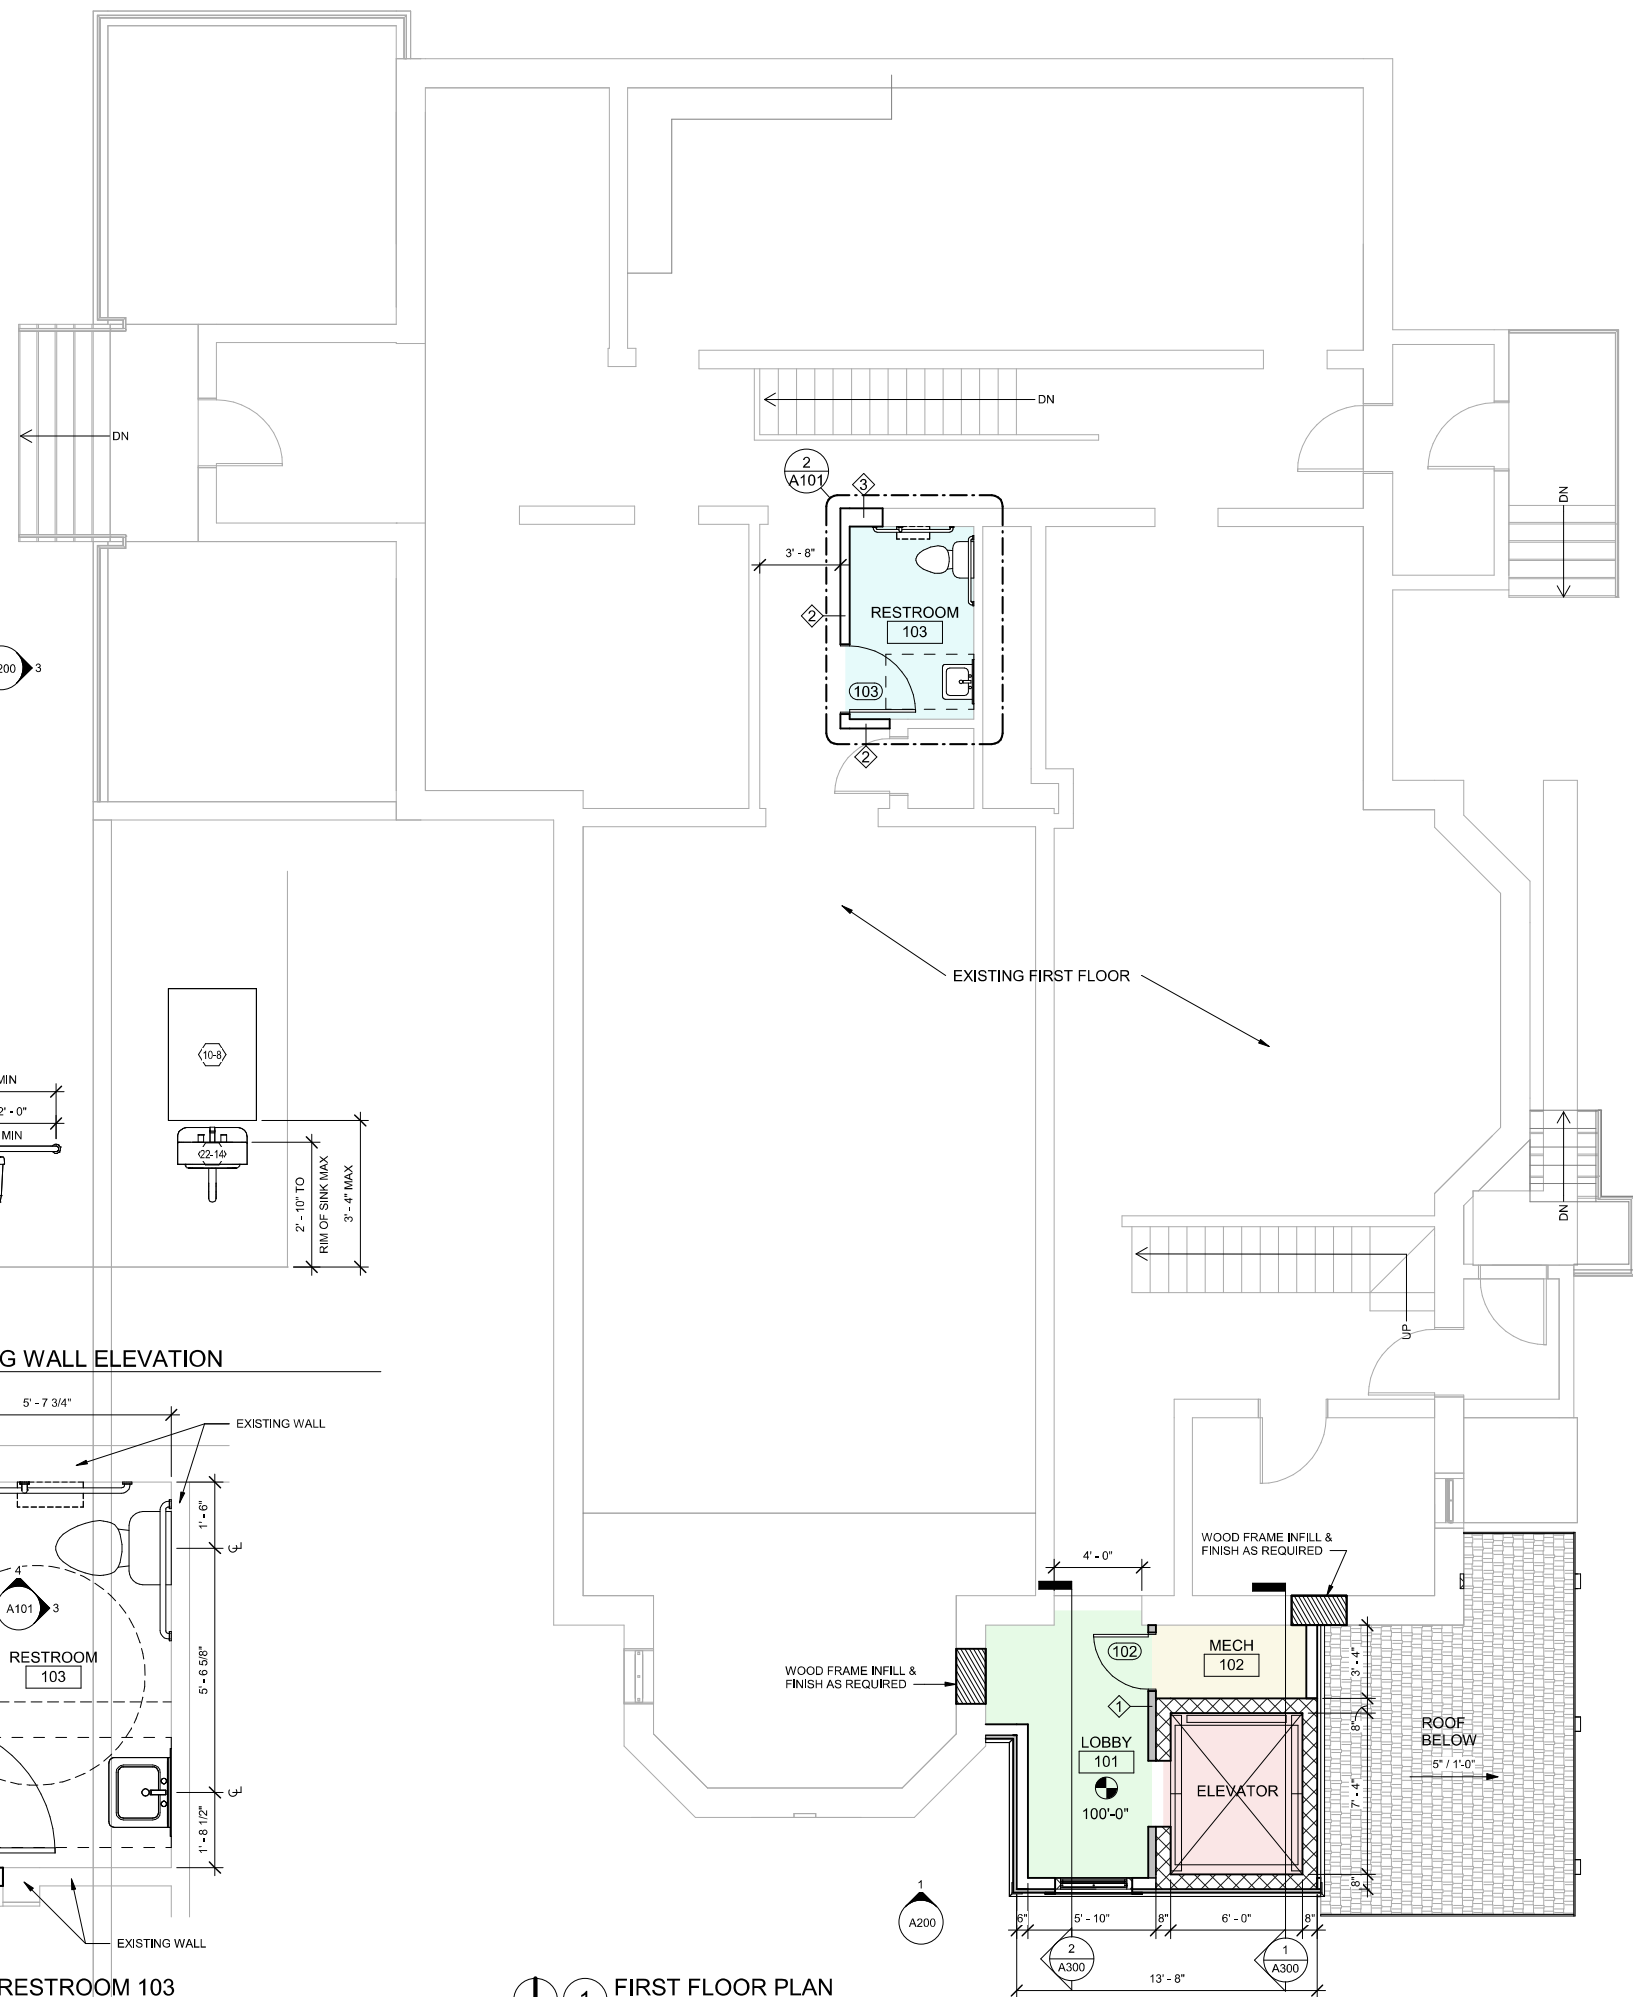 DN
DN
2
A101
3
DN
3' - 8"
2
RESTROOM
103
103
2
200
3
EXISTING FIRST FLOOR
10-8
MIN
2' - 0"
MIN
22-14
2' - 10" TO
RIM OF SINK MAX
3' - 4" MAX
DN
UP
G WALL ELEVATION
5' - 7 3/4"
EXISTING WALL
1' - 6"
CL
4
A101
3
RESTROOM
103
5' - 6 5/8"
CL
1' - 8 1/2"
EXISTING WALL
RESTROOM 103
WOOD FRAME INFILL &
FINISH AS REQUIRED
4' - 0"
102
MECH
102
3' - 4"
WOOD FRAME INFILL &
FINISH AS REQUIRED
1
8"
ROOF
BELOW
5" / 1'-0"
LOBBY
101
100'-0"
ELEVATOR
7' - 4"
8"
1
A200
6"
5' - 10"
8"
6' - 0"
8"
2
A300
1
A300
13' - 8"
1
FIRST FLOOR PLAN